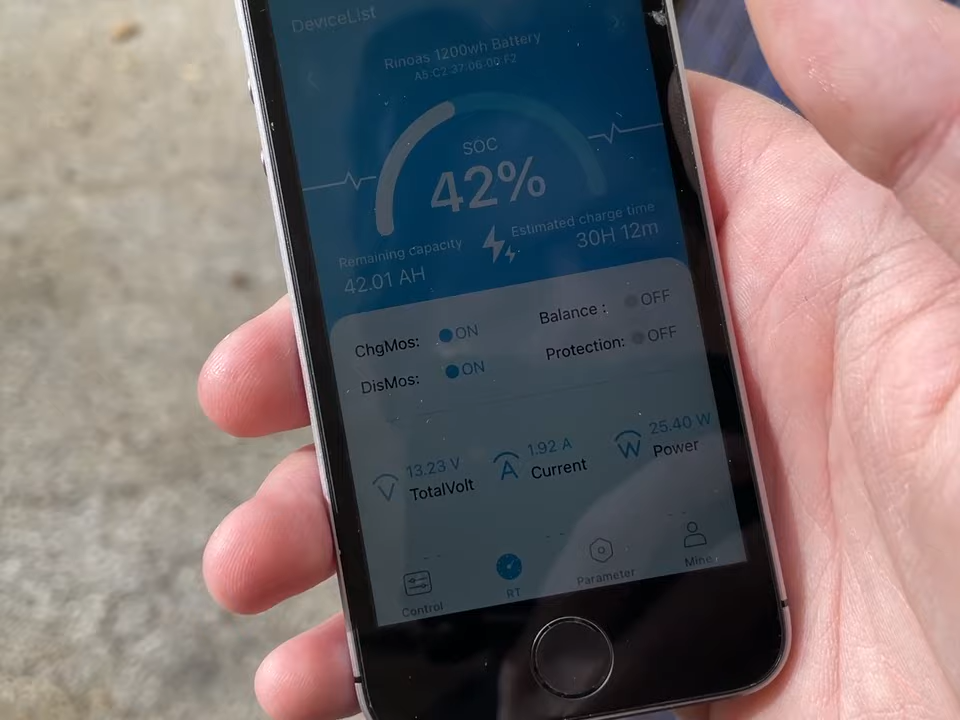 DeviceList
Rinoas 1200wh Battery
A5:C2:37:06:00:F2
SOC
42%
Remaining capacity
42.01 AH
Estimated charge time
30H 12m
ChgMos: ON
Balance : OFF
DisMos: ON
Protection: OFF
V 13.23 V
TotalVolt
A 1.92 A
Current
W 25.40 W
Power
-- -- --
Control
RT
Parameter
Mine